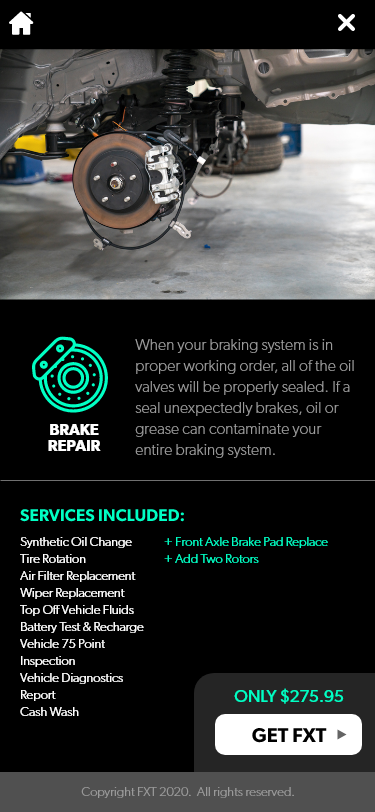 When your braking system is in
proper working order, all of the oil
valves will be properly sealed. If a
seal unexpectedly brakes, oil or
grease can contaminate your
entire braking system.
BRAKE
REPAIR
SERVICES INCLUDED:
Synthetic Oil Change
Tire Rotation
Air Filter Replacement
Wiper Replacement
Top Off Vehicle Fluids
Battery Test & Recharge
Vehicle 75 Point
Inspection
Vehicle Diagnostics
Report
Cash Wash
+ Front Axle Brake Pad Replace
+ Add Two Rotors
ONLY $275.95
GET FXT
Copyright FXT 2020. All rights reserved.